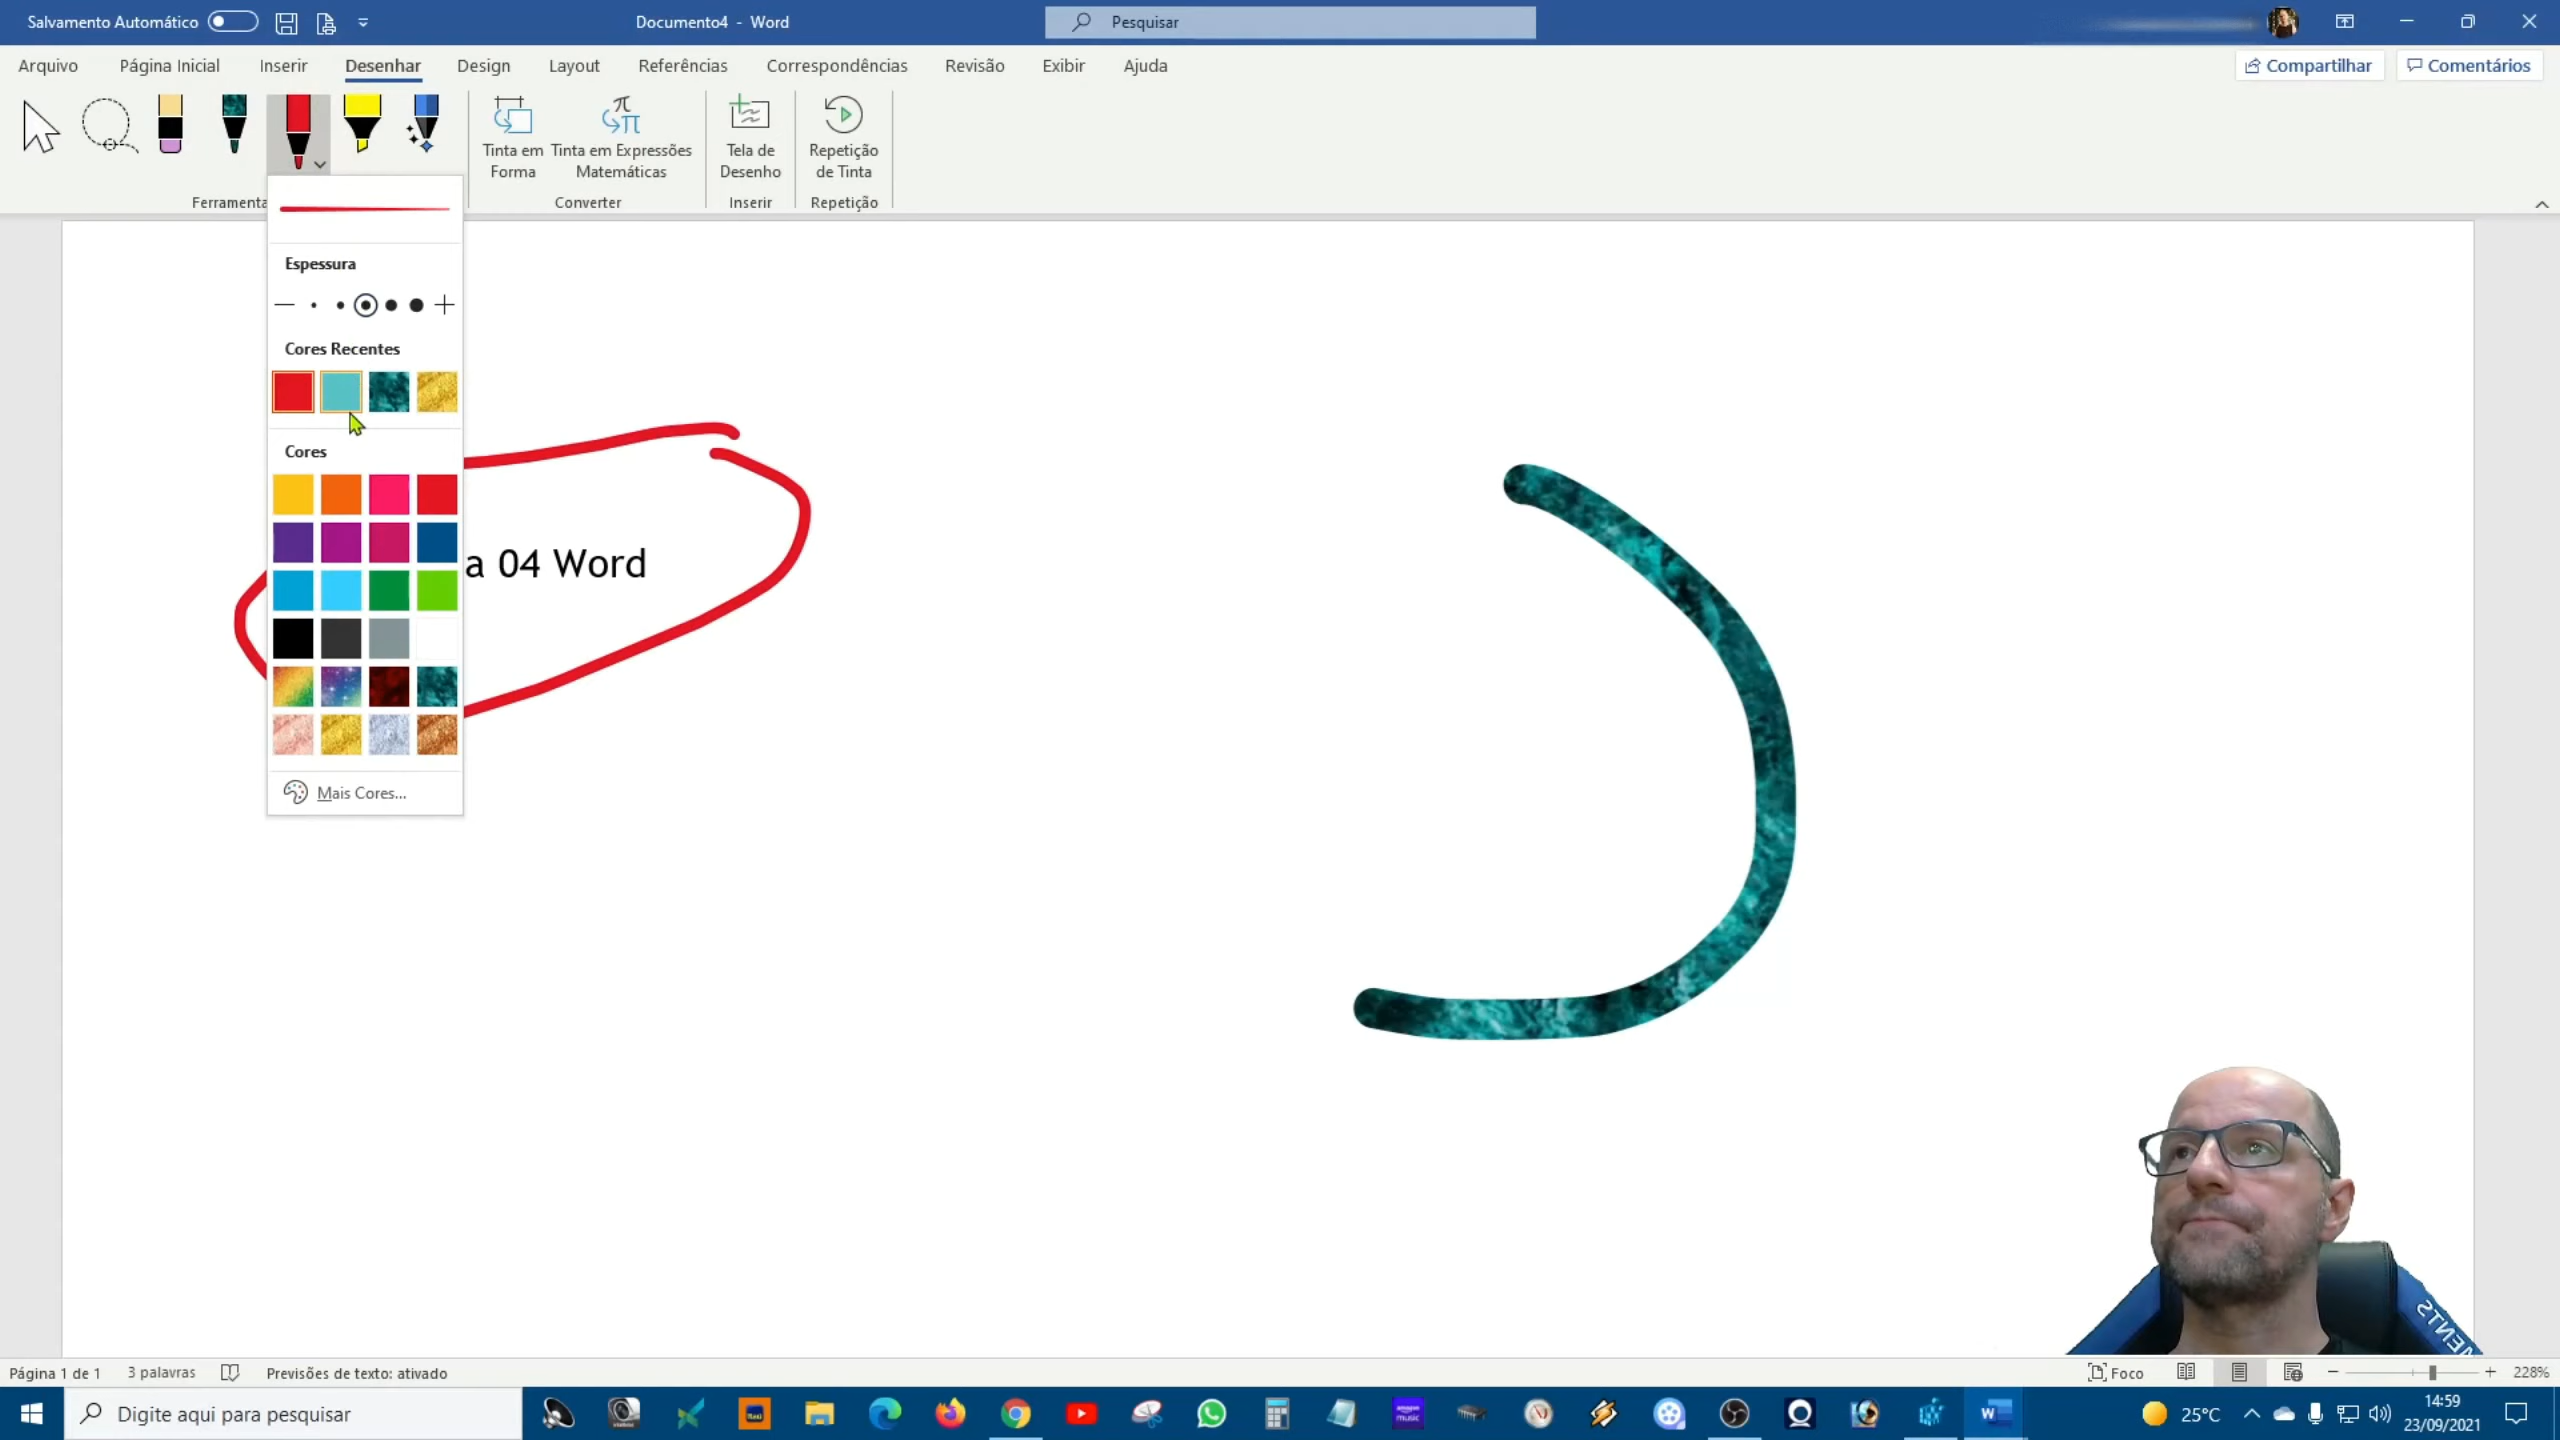 Salvamento Automático
Documento4 - Word
Pesquisar
Arquivo Página Inicial Inserir Desenhar Design Layout Referências Correspondências Revisão Exibir Ajuda
Compartilhar Comentários
Tinta em Forma
Tinta em Expressões Matemáticas
Tela de Desenho
Repetição de Tinta
Ferramenta Converter Inserir Repetição
Espessura
Cores Recentes
Cores
Mais Cores...
a 04 Word
MENTS
Página 1 de 1 3 palavras Previsões de texto: ativado
Foco 228%
Digite aqui para pesquisar
25°C
14:59
23/09/2021